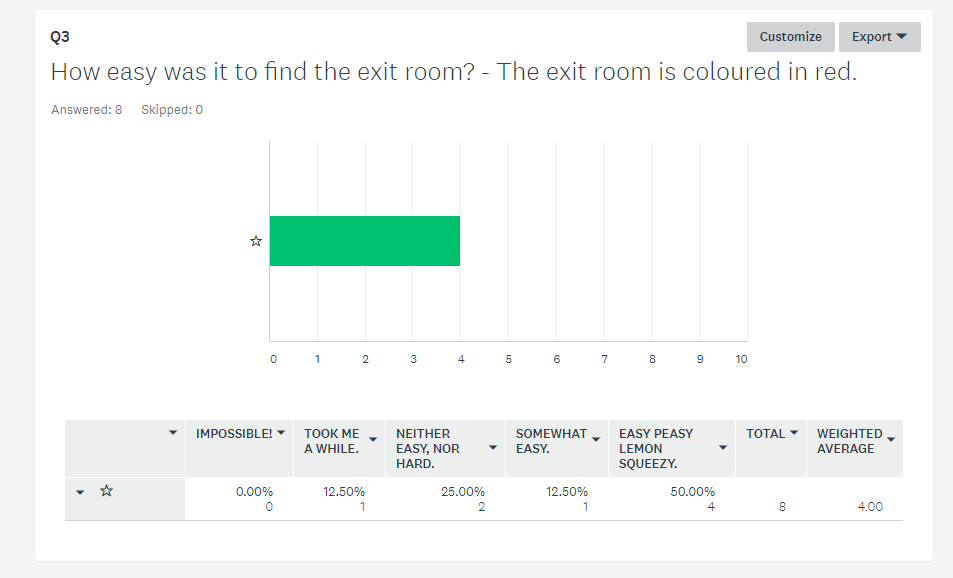 Q3
Customize
Export
How easy was it to find the exit room? - The exit room is coloured in red.
Answered: 8 Skipped: 0
0 1 2 3 4 5 6 7 8 9 10
IMPOSSIBLE! TOOK ME A WHILE. NEITHER EASY, NOR HARD. SOMEWHAT EASY. EASY PEASY LEMON SQUEEZY. TOTAL WEIGHTED AVERAGE
0.00% 12.50% 25.00% 12.50% 50.00%
0 1 2 1 4 8 4.00